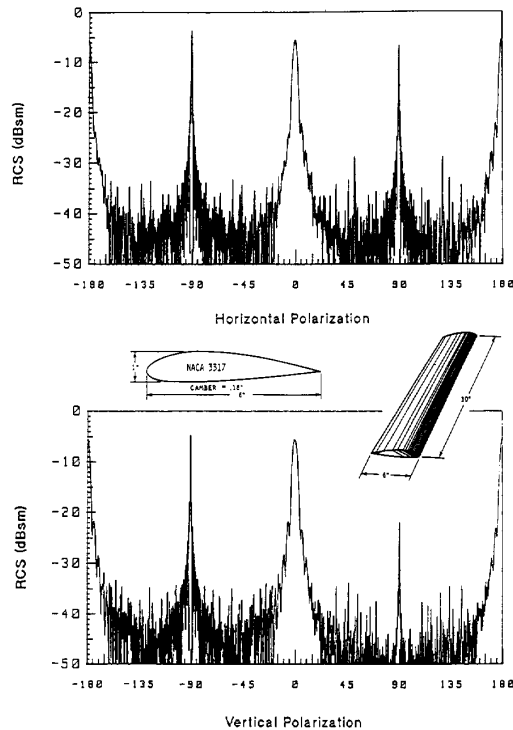 0
-10
-20
-30
-40
-50
RCS (dBsm)
-180 -135 -90 -45 0 45 90 135 180
Horizontal Polarization
NACA 3317
CAMBER = .18"
6"
30"
6"
0
-10
-20
-30
-40
-50
RCS (dBsm)
-180 -135 -90 -45 0 45 90 135 180
Vertical Polarization